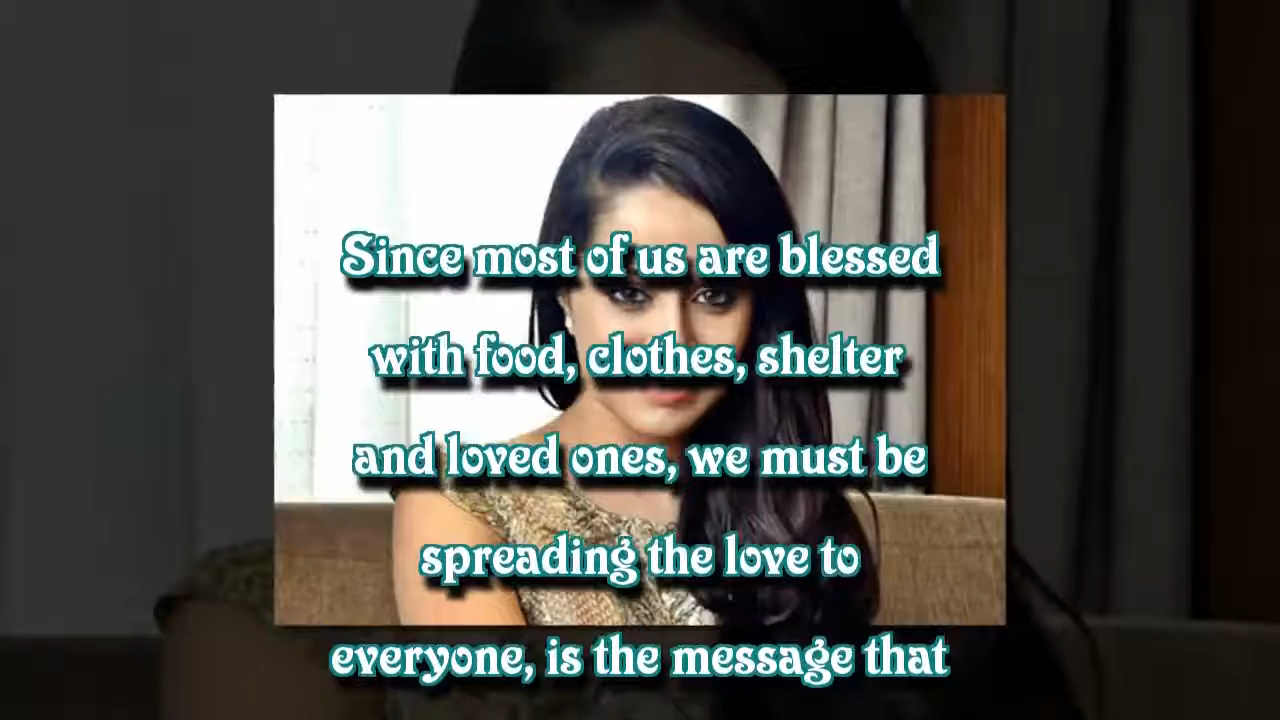 Since most of us are blessed
with food, clothes, shelter
and loved ones, we must be
spreading the love to
everyone, is the message that